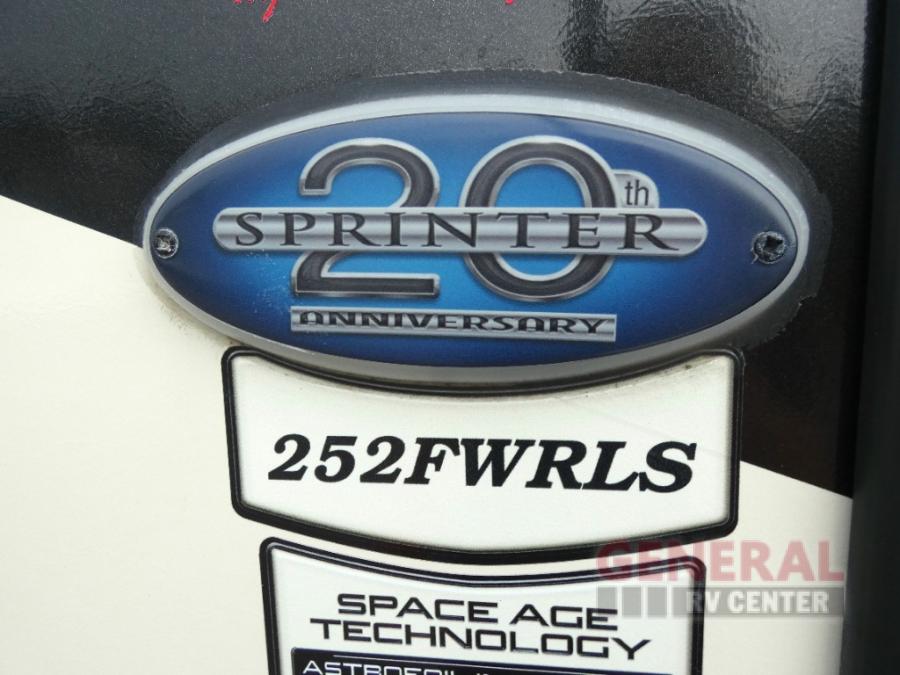 20th
SPRINTER
ANNIVERSARY
252FWRLS
GENERAL
RV CENTER
SPACE AGE
TECHNOLOGY